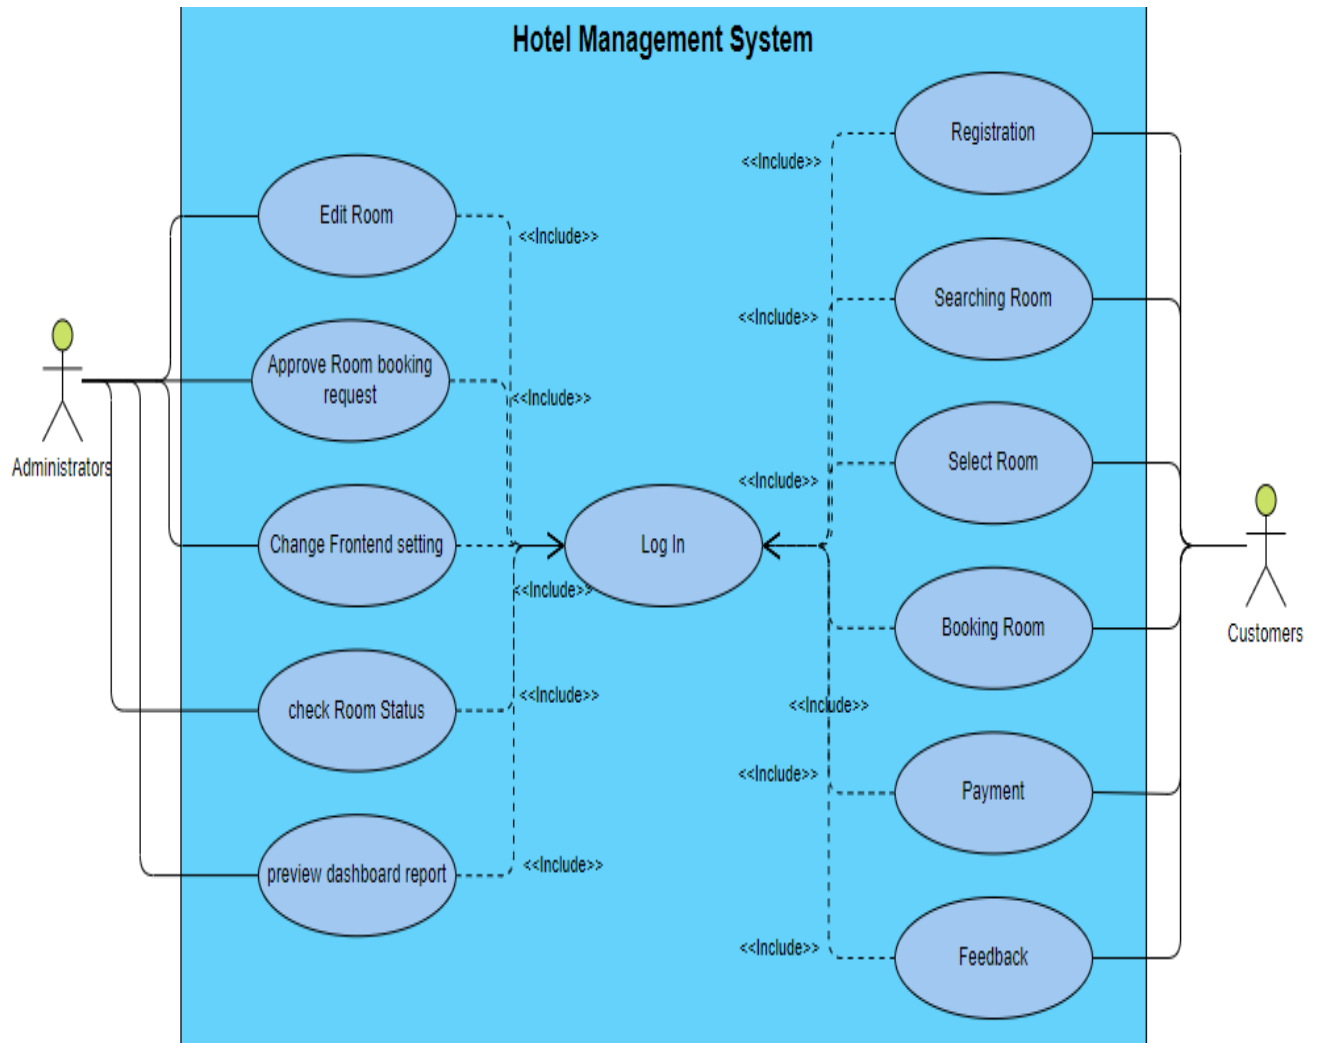 Hotel Management System
Registration
<<Include>>
Edit Room
<<Include>>
Searching Room
<<Include>>
Approve Room booking
request
<<Include>>
Administrators
Select Room
<<Include>>
Change Frontend setting
Log In
<<Include>>
Booking Room
Customers
check Room Status
<<Include>>
<<Include>>
Payment
<<Include>>
preview dashboard report
<<Include>>
Feedback
<<Include>>